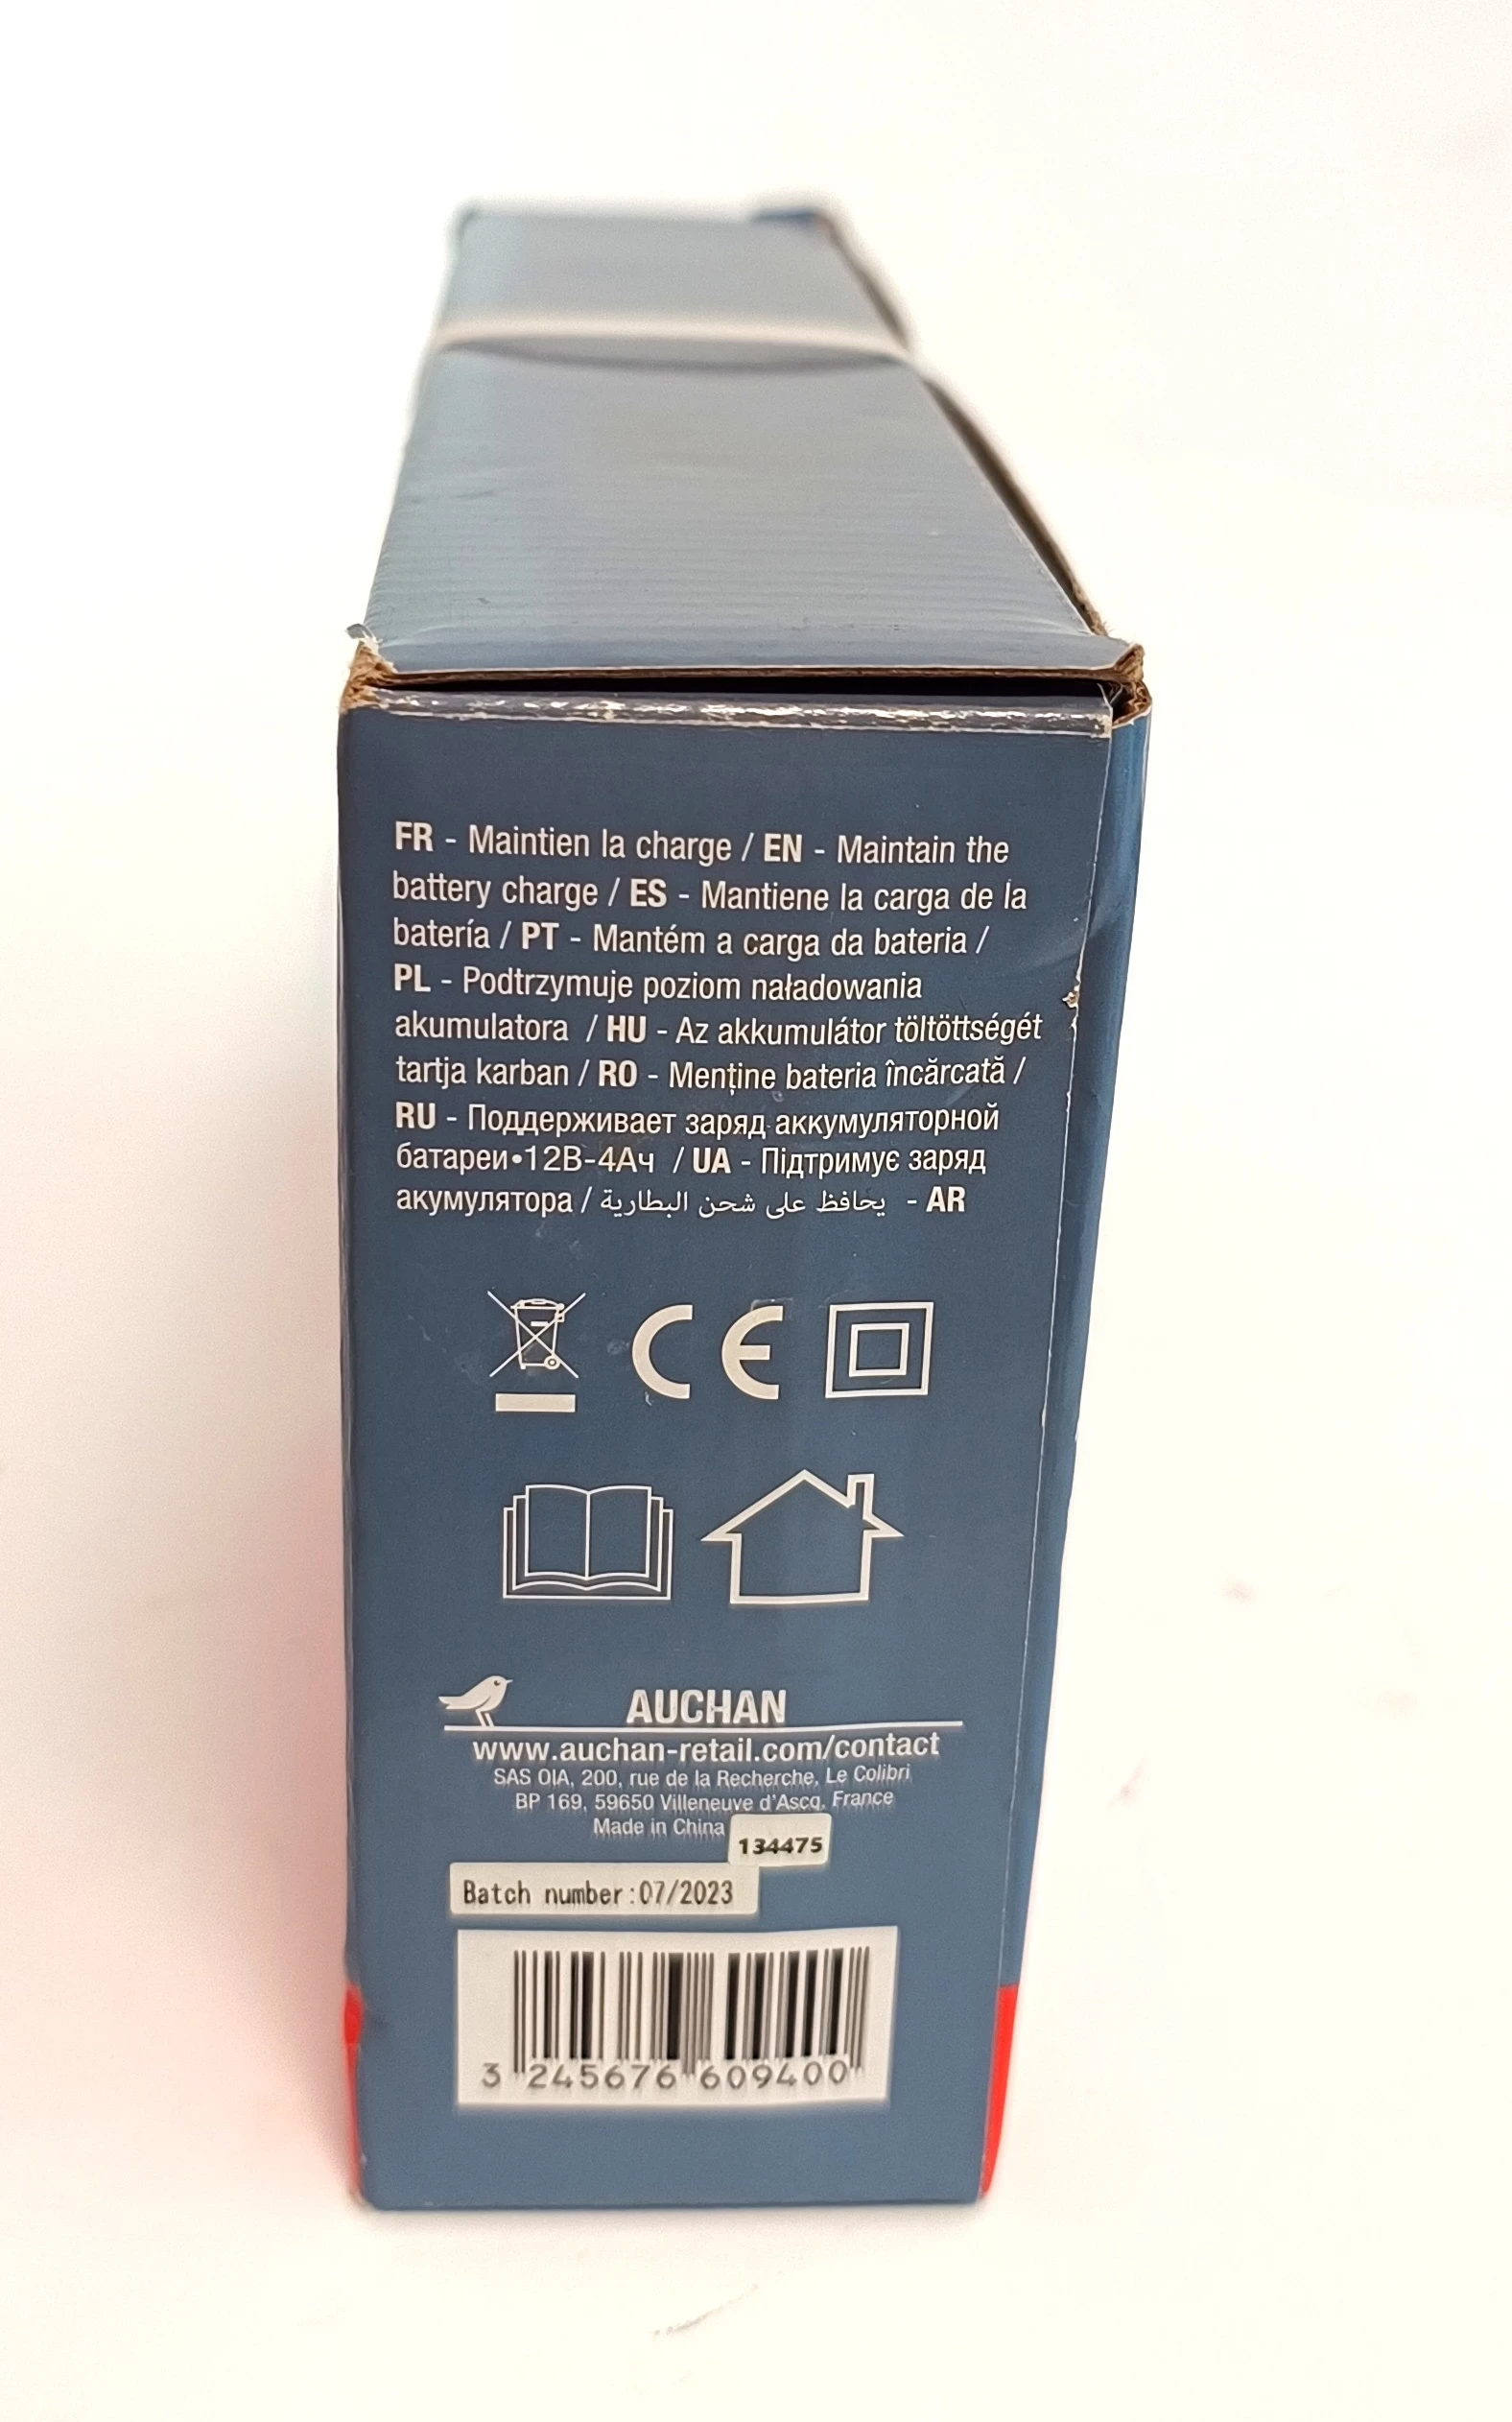 FR - Maintien la charge / EN - Maintain the
battery charge / ES - Mantiene la carga de la
batería / PT - Mantém a carga da bateria /
PL - Podtrzymuje poziom naładowania
akumulatora / HU - Az akkumulátor töltöttségét
tartja karban / RO - Menține bateria încărcată /
RU - Поддерживает заряд аккумуляторной
батареи•12В-4Ач / UA - Підтримує заряд
акумулятора / يحافظ على شحن البطارية - AR
CE
AUCHAN
www.auchan-retail.com/contact
SAS OIA, 200, rue de la Recherche, Le Colibri
BP 169, 59650 Villeneuve d'Ascq, France
Made in China
134475
Batch number:07/2023
3 245676 609400